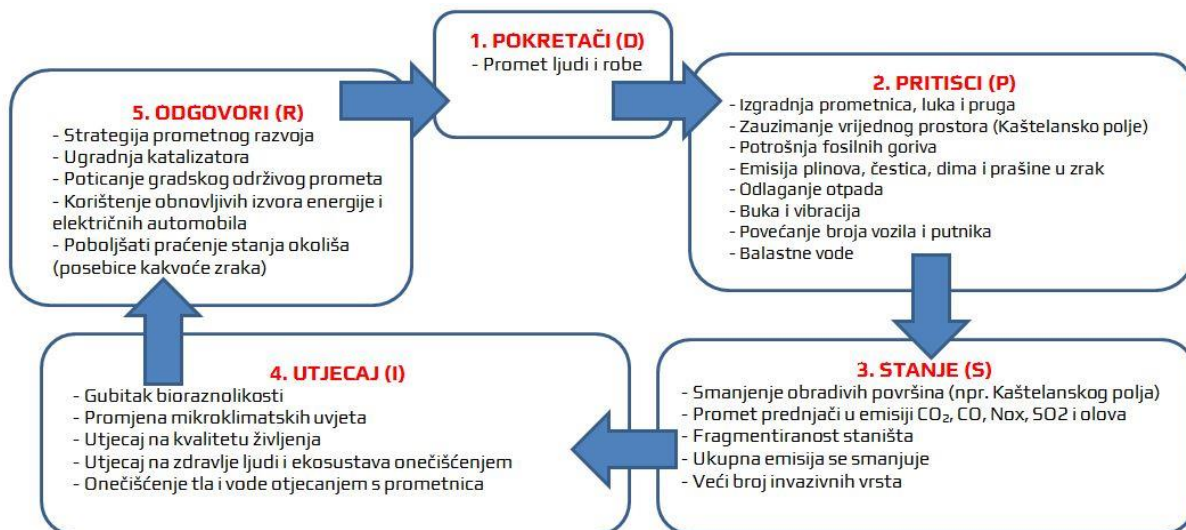 1. POKRETAČI (D)
- Promet ljudi i robe
2. PRITISCI (P)
- Izgradnja prometnica, luka i pruga
- Zauzimanje vrijednog prostora (Kaštelansko polje)
- Potrošnja fosilnih goriva
- Emisija plinova, čestica, dima i prašine u zrak
- Odlaganje otpada
- Buka i vibracija
- Povećanje broja vozila i putnika
- Balastne vode
3. STANJE (S)
- Smanjenje obradivih površina (npr. Kaštelanskog polja)
- Promet prednjači u emisiji CO₂, CO, Nox, SO2 i olova
- Fragmentiranost staništa
- Ukupna emisija se smanjuje
- Veći broj invazivnih vrsta
4. UTJECAJ (I)
- Gubitak bioraznolikosti
- Promjena mikroklimatskih uvjeta
- Utjecaj na kvalitetu življenja
- Utjecaj na zdravlje ljudi i ekosustava onečišćenjem
- Onečišćenje tla i vode otjecanjem s prometnica
5. ODGOVORI (R)
- Strategija prometnog razvoja
- Ugradnja katalizatora
- Poticanje gradskog održivog prometa
- Korištenje obnovljivih izvora energije i
električnih automobila
- Poboljšati praćenje stanja okoliša
(posebice kakvoće zraka)